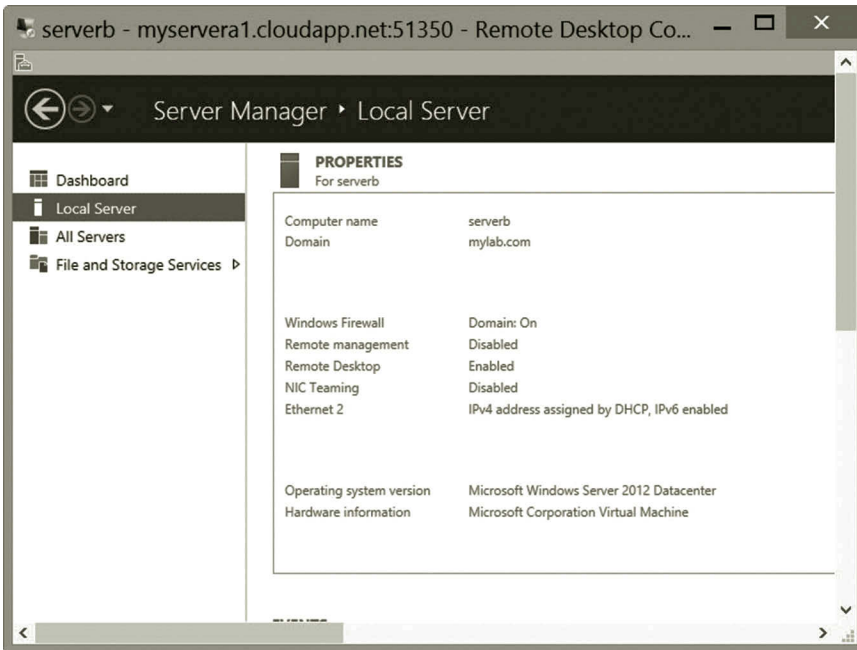 serverb - myservera1.cloudapp.net:51350 - Remote Desktop Co...
Server Manager ‣ Local Server
Dashboard
Local Server
All Servers
File and Storage Services
PROPERTIES
For serverb
Computer name serverb
Domain mylab.com
Windows Firewall Domain: On
Remote management Disabled
Remote Desktop Enabled
NIC Teaming Disabled
Ethernet 2 IPv4 address assigned by DHCP, IPv6 enabled
Operating system version Microsoft Windows Server 2012 Datacenter
Hardware information Microsoft Corporation Virtual Machine